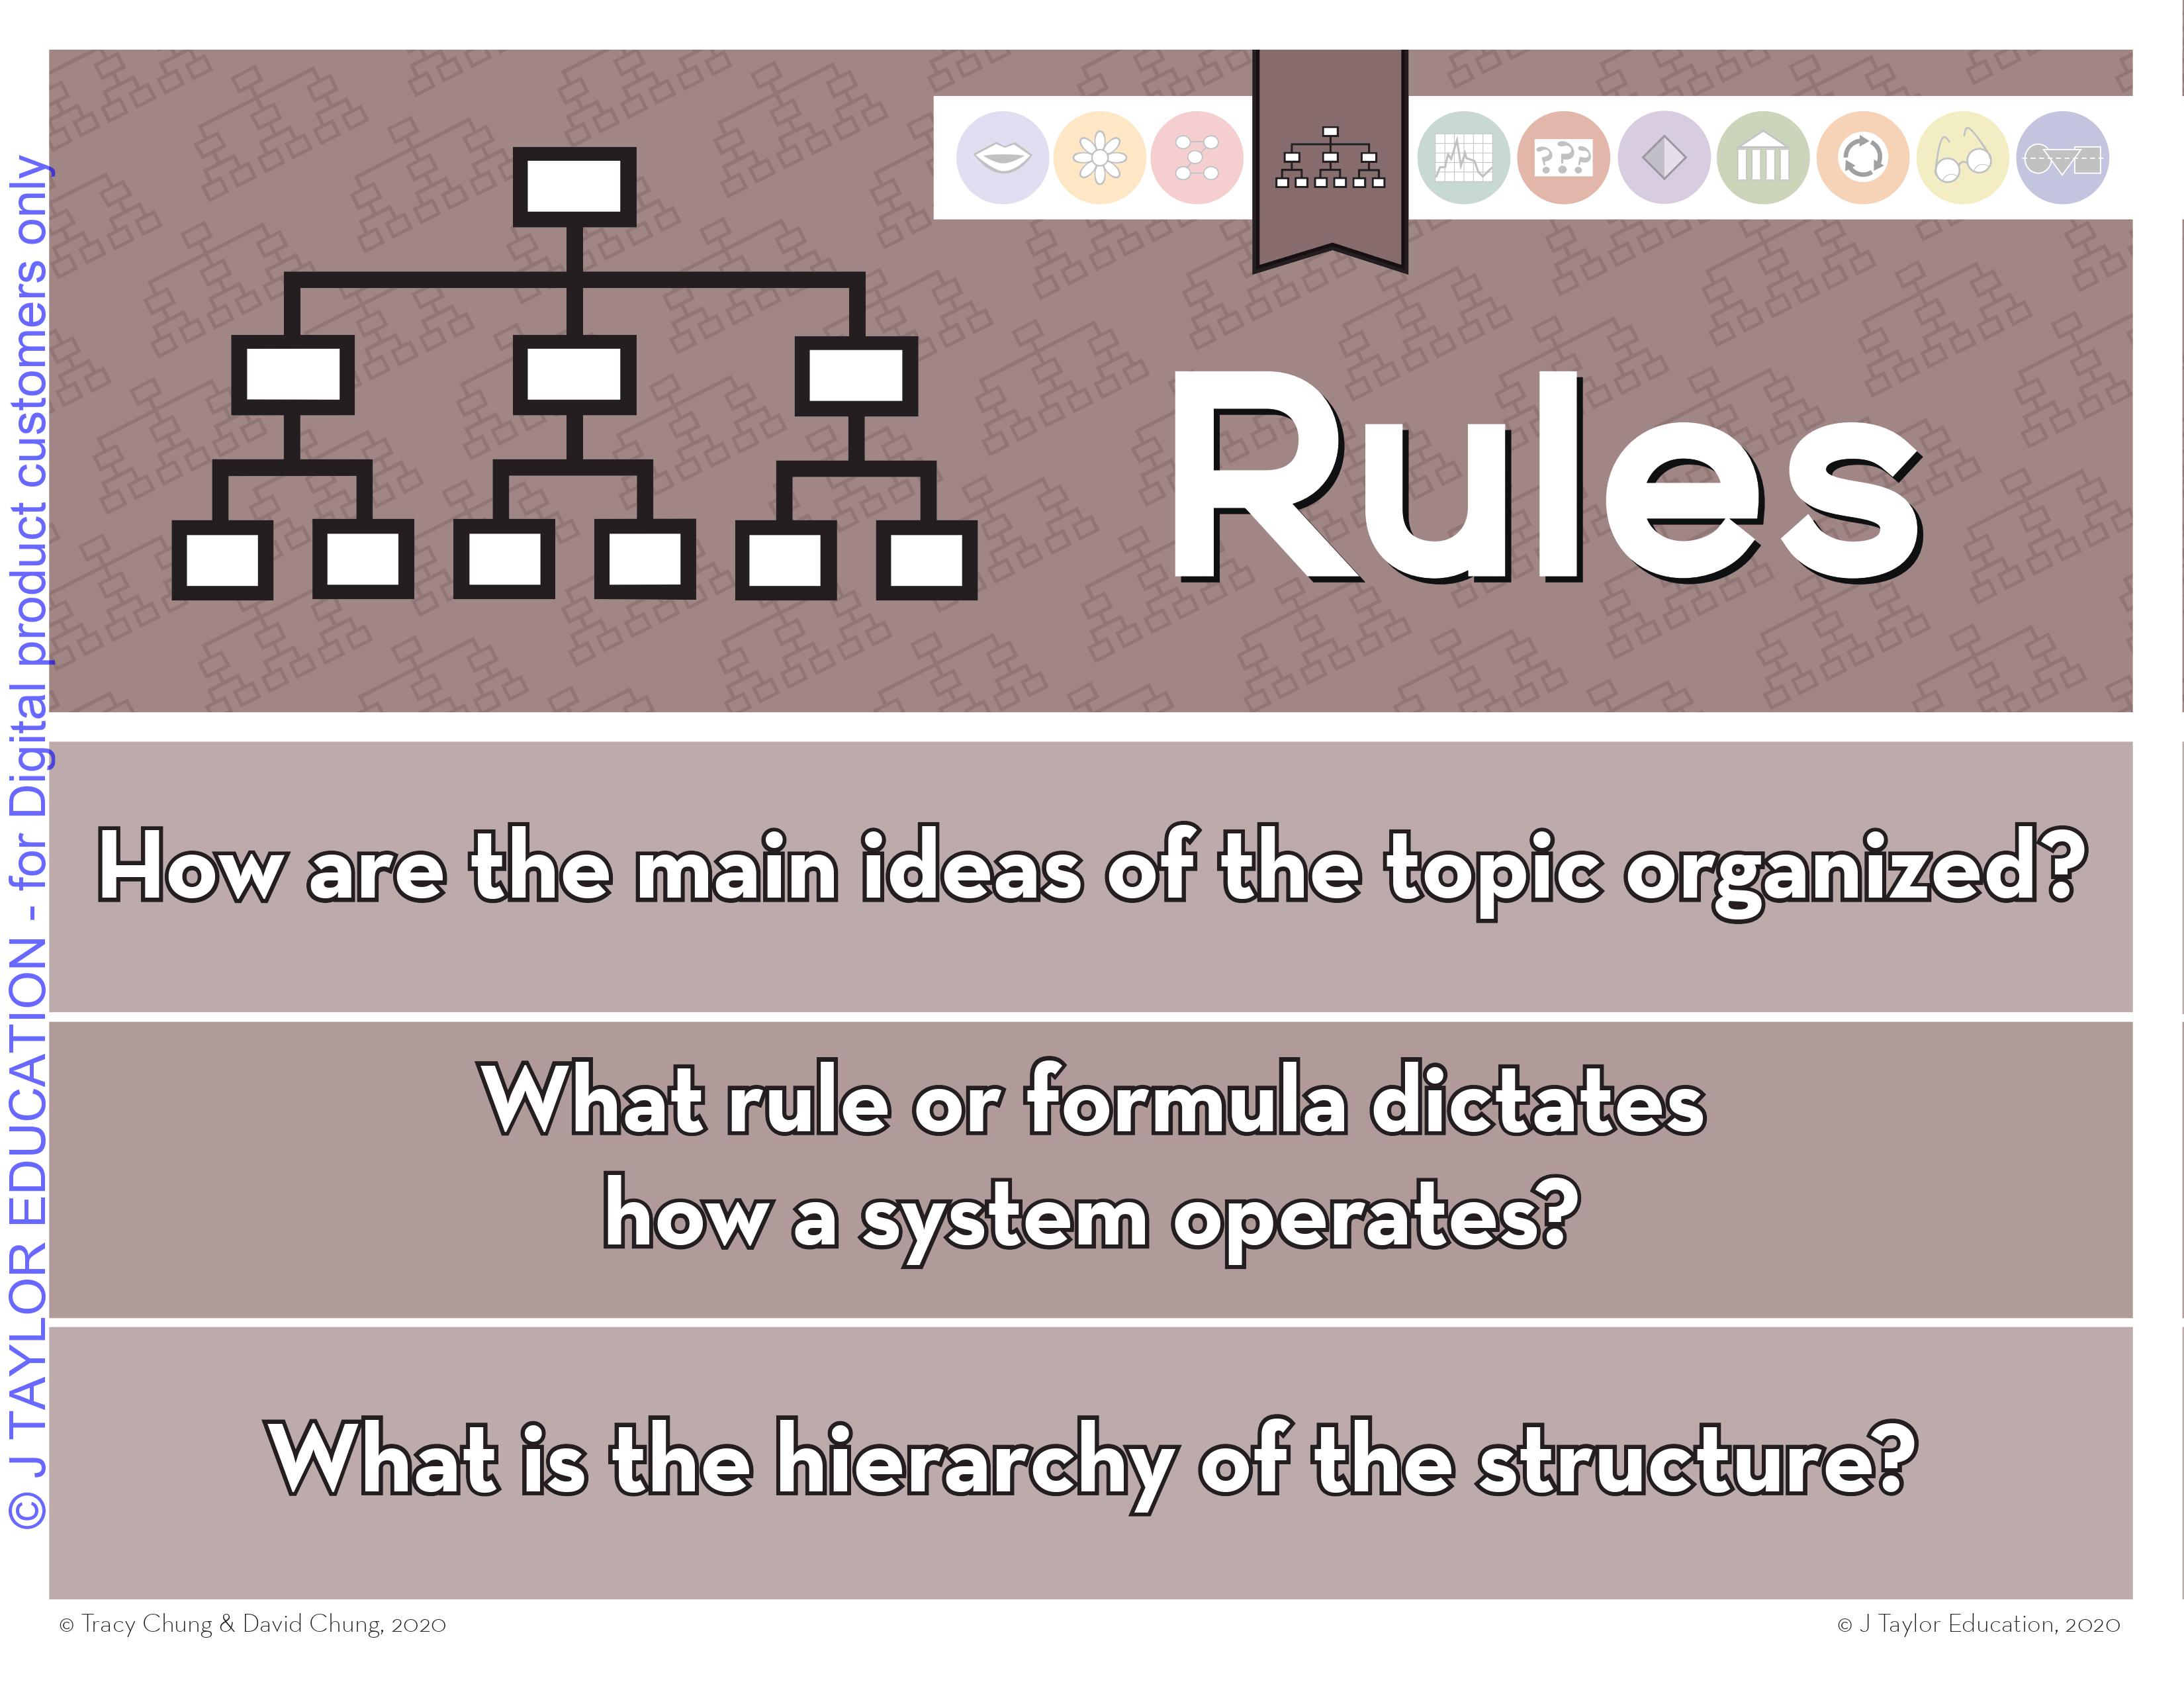 Rules
How are the main ideas of the topic organized?
What rule or formula dictates
how a system operates?
What is the hierarchy of the structure?
© Tracy Chung & David Chung, 2020
© J Taylor Education, 2020
© J TAYLOR EDUCATION - for Digital product customers only